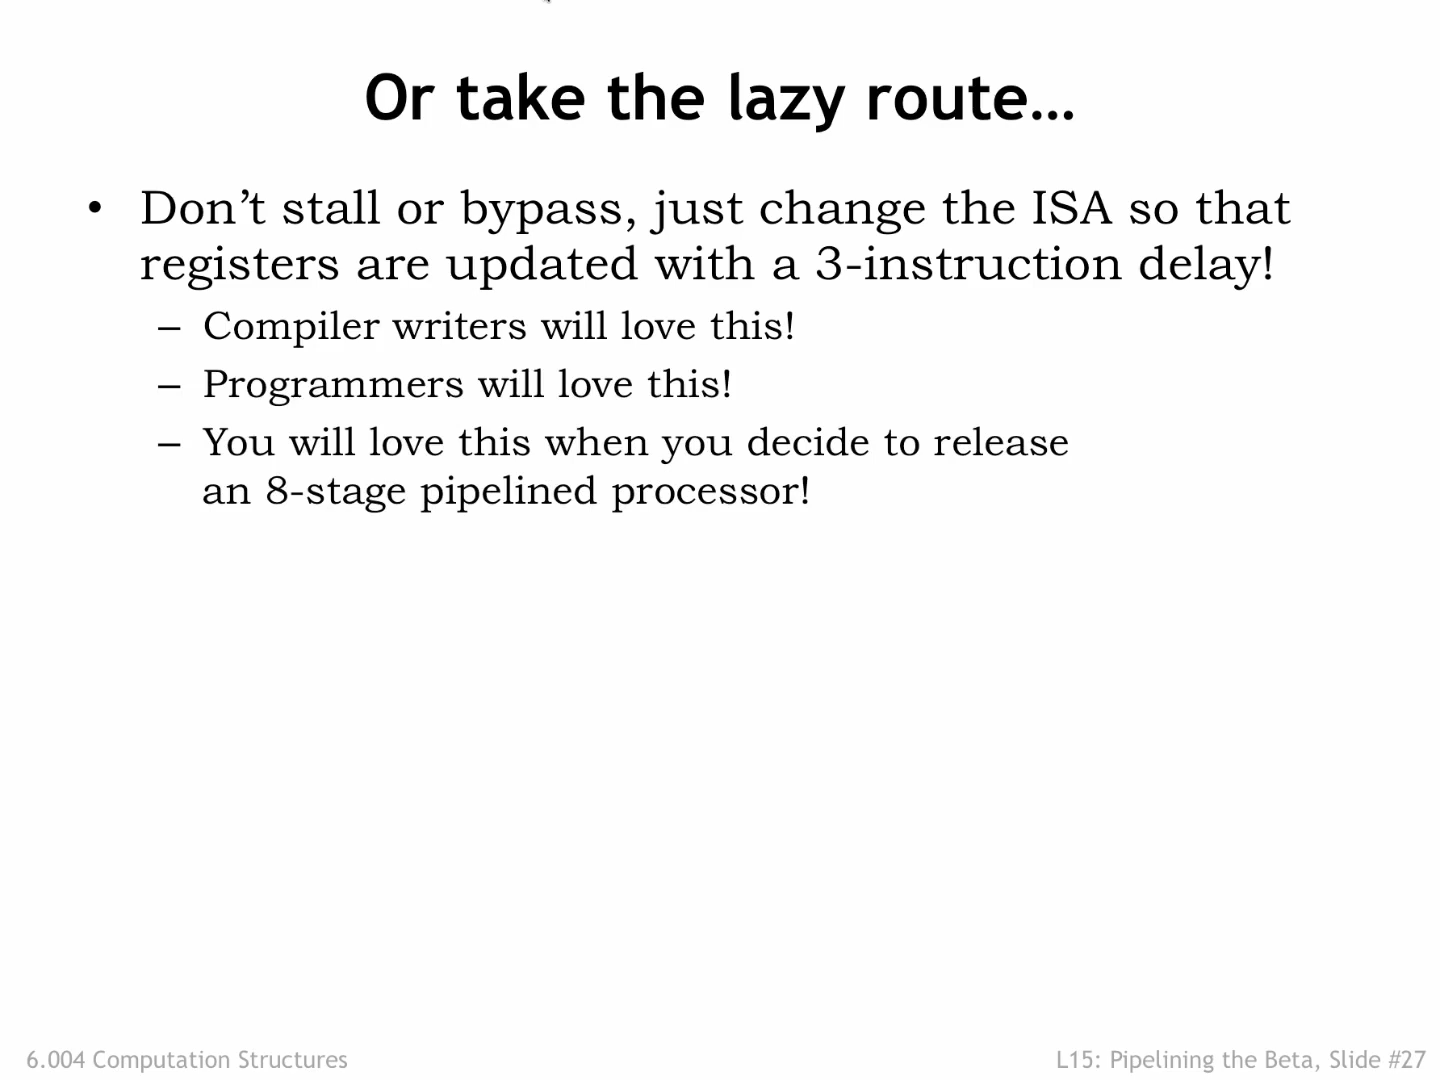 Or take the lazy route…
• Don’t stall or bypass, just change the ISA so that
registers are updated with a 3-instruction delay!
– Compiler writers will love this!
– Programmers will love this!
– You will love this when you decide to release
an 8-stage pipelined processor!
6.004 Computation Structures
L15: Pipelining the Beta, Slide #27